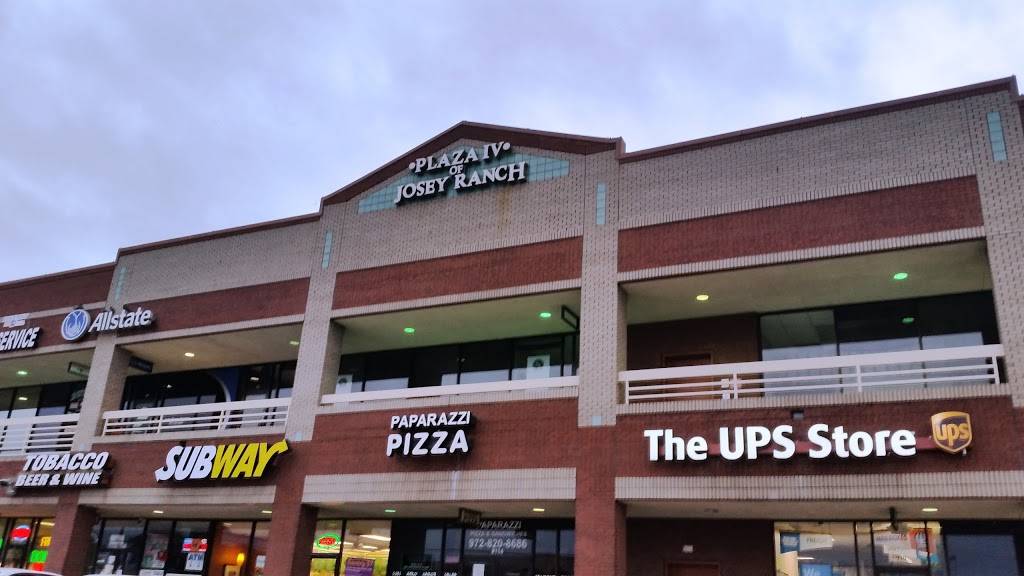 •PLAZA IV•
OF
JOSEY RANCH
SERVICE
Allstate
TOBACCO
BEER & WINE
SUBWAY
PAPARAZZI
PIZZA
The UPS Store
ups
PAPARAZZI
972-820-8686
ATM